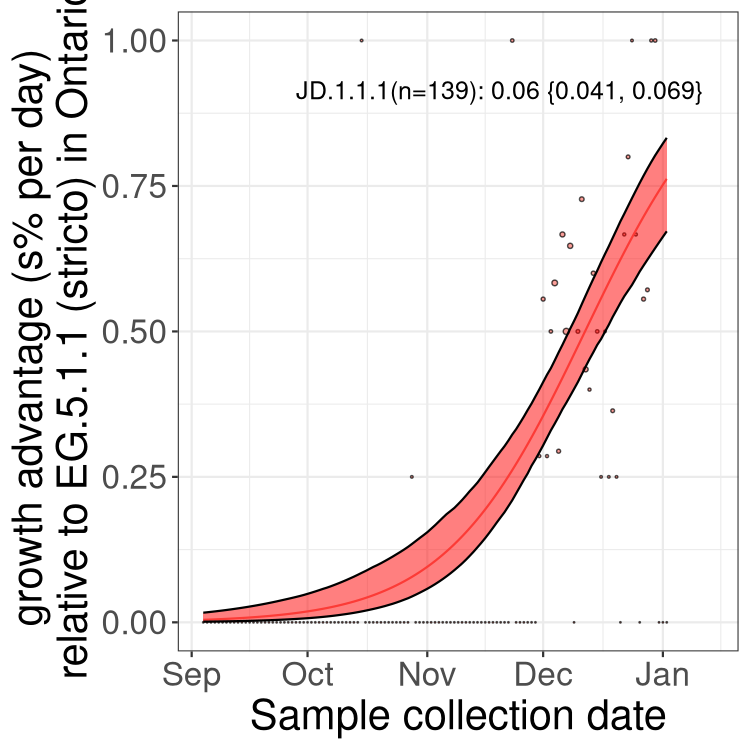 growth advantage (s% per day)
relative to EG.5.1.1 (stricto) in Ontario
1.00
0.75
0.50
0.25
0.00
JD.1.1.1(n=139): 0.06 {0.041, 0.069}
Sep Oct Nov Dec Jan
Sample collection date